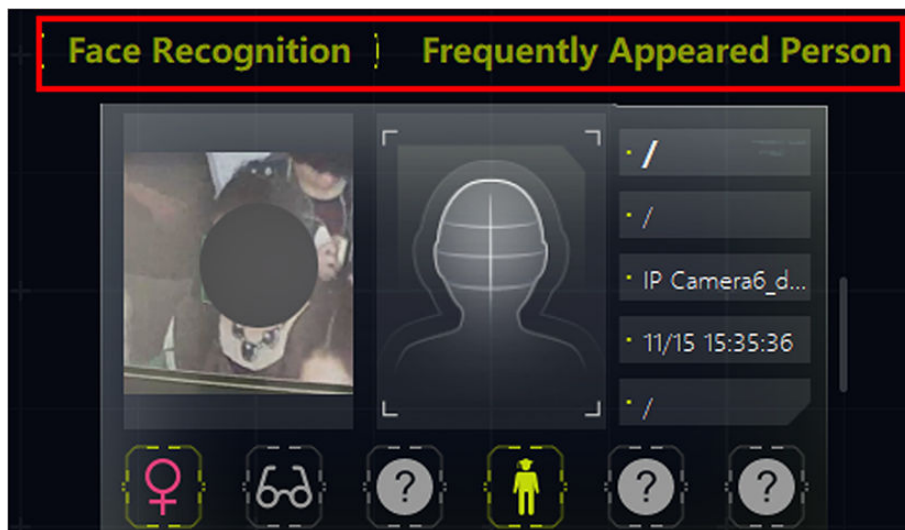 Face Recognition Frequently Appeared Person
/
/
IP Camera6_d...
11/15 15:35:36
/
? ? ?